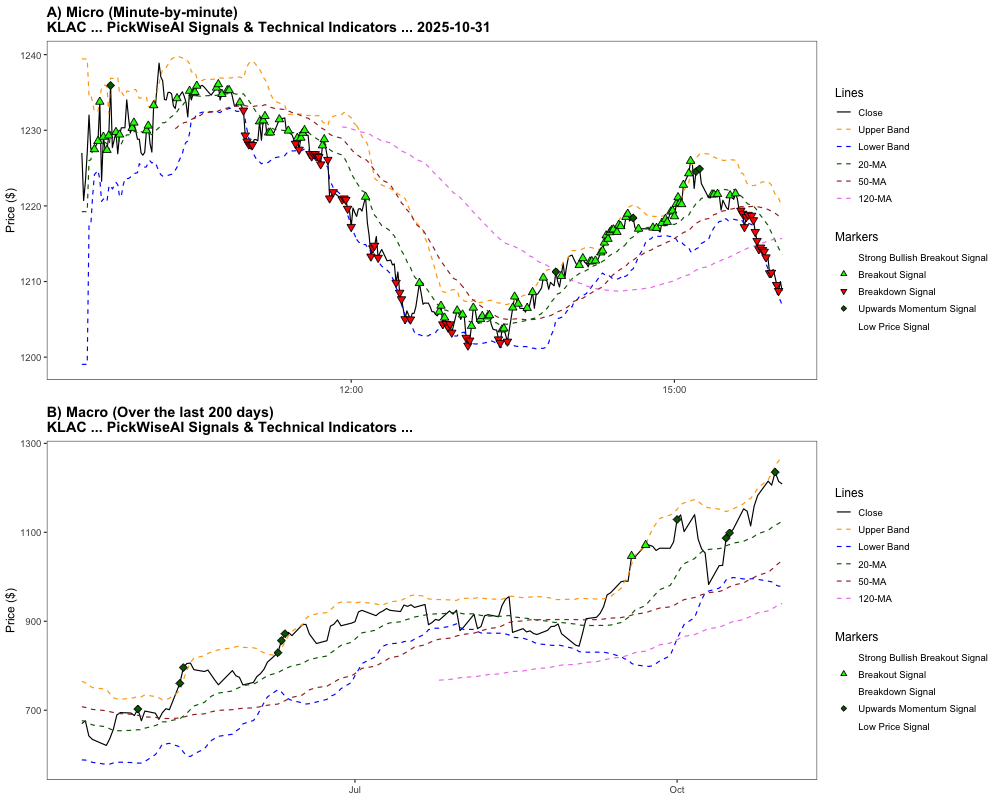 A) Micro (Minute-by-minute)
KLAC ... PickWiseAI Signals & Technical Indicators ... 2025-10-31
1240
1230
1220
1210
1200
Price ($)
12:00
15:00
Lines
Close
Upper Band
Lower Band
20-MA
50-MA
120-MA
Markers
Strong Bullish Breakout Signal
Breakout Signal
Breakdown Signal
Upwards Momentum Signal
Low Price Signal
B) Macro (Over the last 200 days)
KLAC ... PickWiseAI Signals & Technical Indicators ...
1300
1100
900
700
Price ($)
Jul
Oct
Lines
Close
Upper Band
Lower Band
20-MA
50-MA
120-MA
Markers
Strong Bullish Breakout Signal
Breakout Signal
Breakdown Signal
Upwards Momentum Signal
Low Price Signal